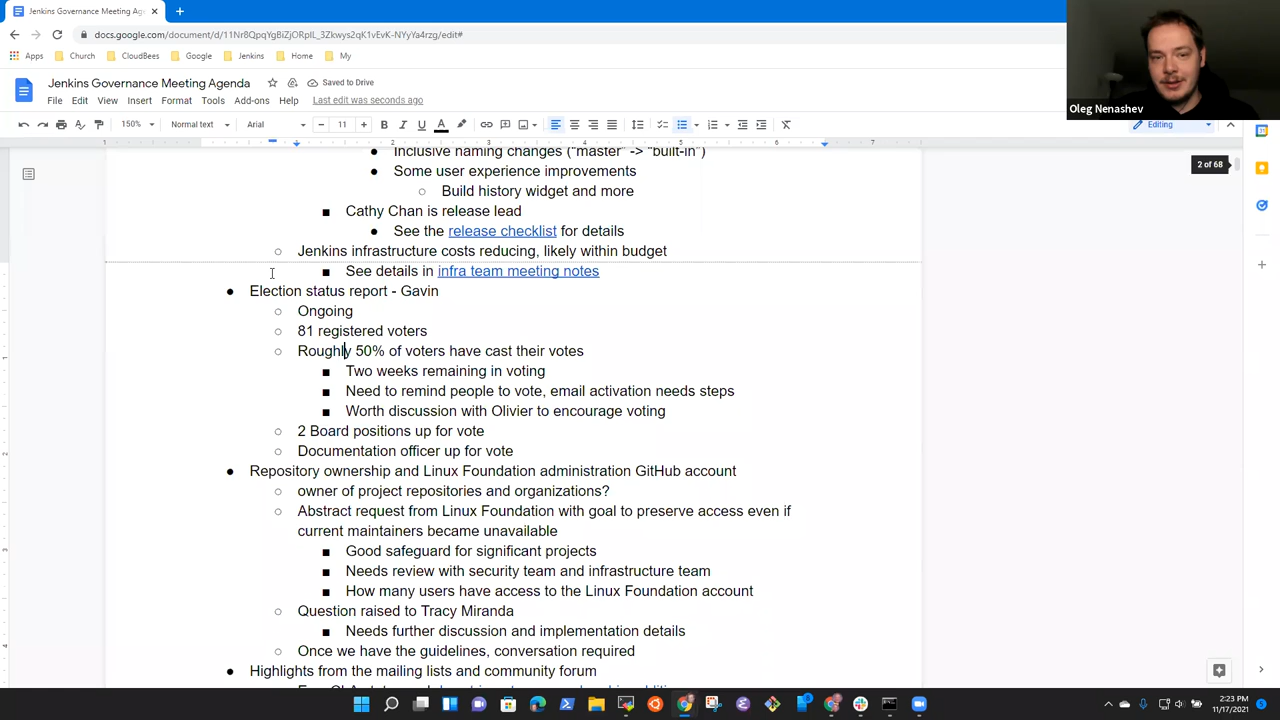 Jenkins Governance Meeting Ag
docs.google.com/document/d/11Nr8QpqYgBiZjORpIL_3Zkwys2qK1vEvK-NYyYa4rzg/edit#
Apps Church CloudBees Google Jenkins Home My
Jenkins Governance Meeting Agenda
Saved to Drive
File Edit View Insert Format Tools Add-ons Help Last edit was seconds ago
Oleg Nenashev
150% Normal text Arial 11 Editing
1 2 3 4 5 6 7
2 of 68
Inclusive naming changes ("master" -> "built-in")
Some user experience improvements
Build history widget and more
Cathy Chan is release lead
See the release checklist for details
Jenkins infrastructure costs reducing, likely within budget
See details in infra team meeting notes
Election status report - Gavin
Ongoing
81 registered voters
Roughly 50% of voters have cast their votes
Two weeks remaining in voting
Need to remind people to vote, email activation needs steps
Worth discussion with Olivier to encourage voting
2 Board positions up for vote
Documentation officer up for vote
Repository ownership and Linux Foundation administration GitHub account
owner of project repositories and organizations?
Abstract request from Linux Foundation with goal to preserve access even if
current maintainers became unavailable
Good safeguard for significant projects
Needs review with security team and infrastructure team
How many users have access to the Linux Foundation account
Question raised to Tracy Miranda
Needs further discussion and implementation details
Once we have the guidelines, conversation required
Highlights from the mailing lists and community forum
2:23 PM
11/17/2021